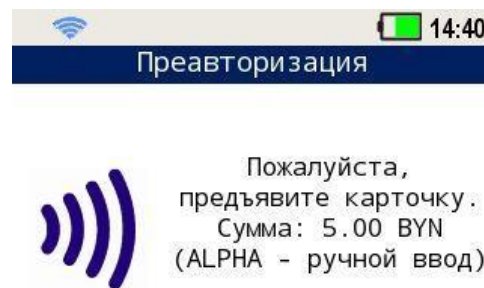 14:40
Преавторизация
Пожалуйста,
предъявите карточку.
Сумма: 5.00 BYN
(ALPHA - ручной ввод)